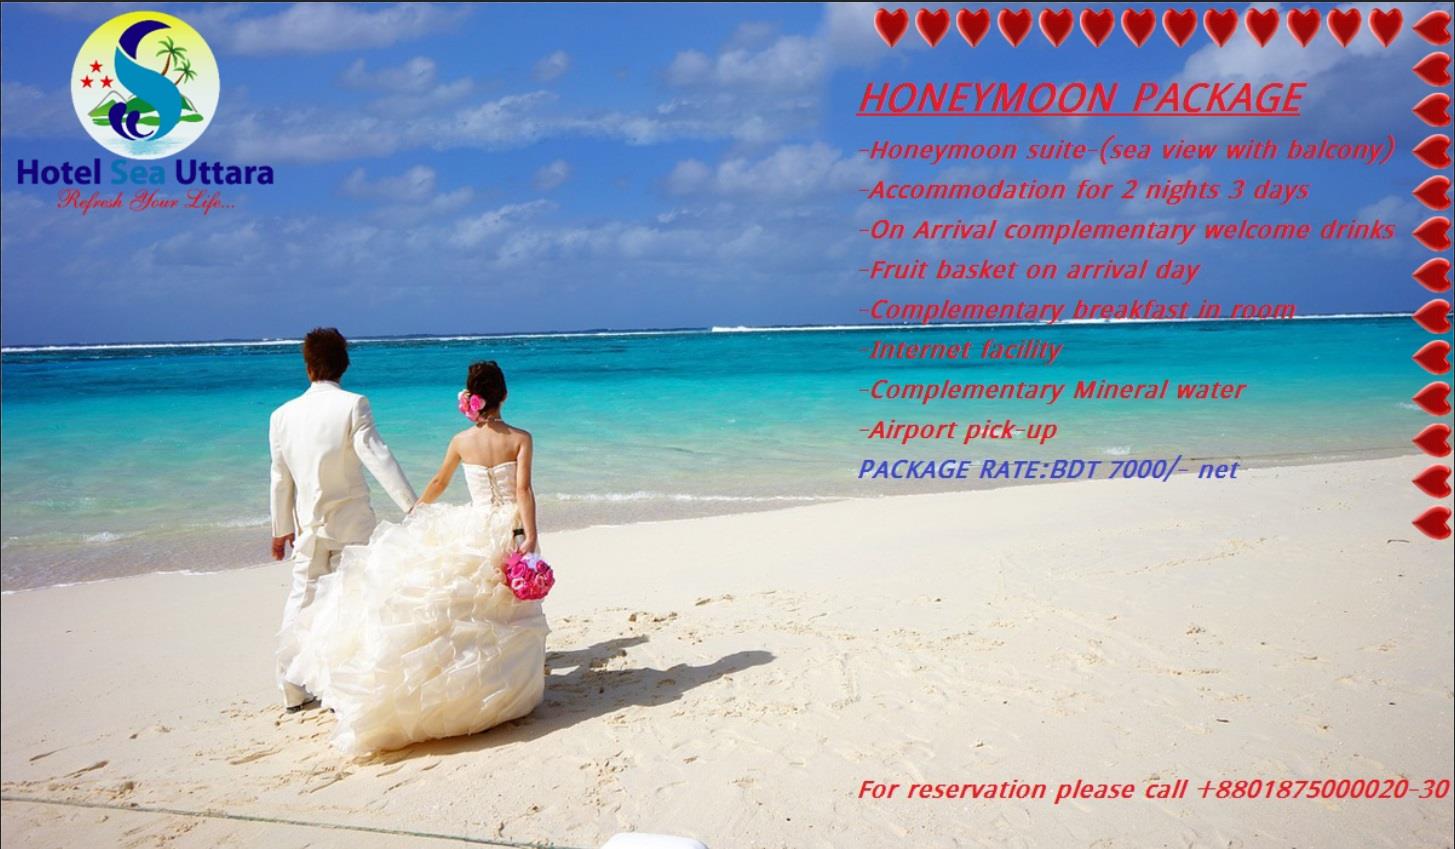 Hotel Sea Uttara
Refresh Your Life...
HONEYMOON PACKAGE
-Honeymoon suite-(sea view with balcony)
-Accommodation for 2 nights 3 days
-On Arrival complementary welcome drinks
-Fruit basket on arrival day
-Complementary breakfast in room
-Internet facility
-Complementary Mineral water
-Airport pick-up
PACKAGE RATE:BDT 7000/- net
For reservation please call +8801875000020-30